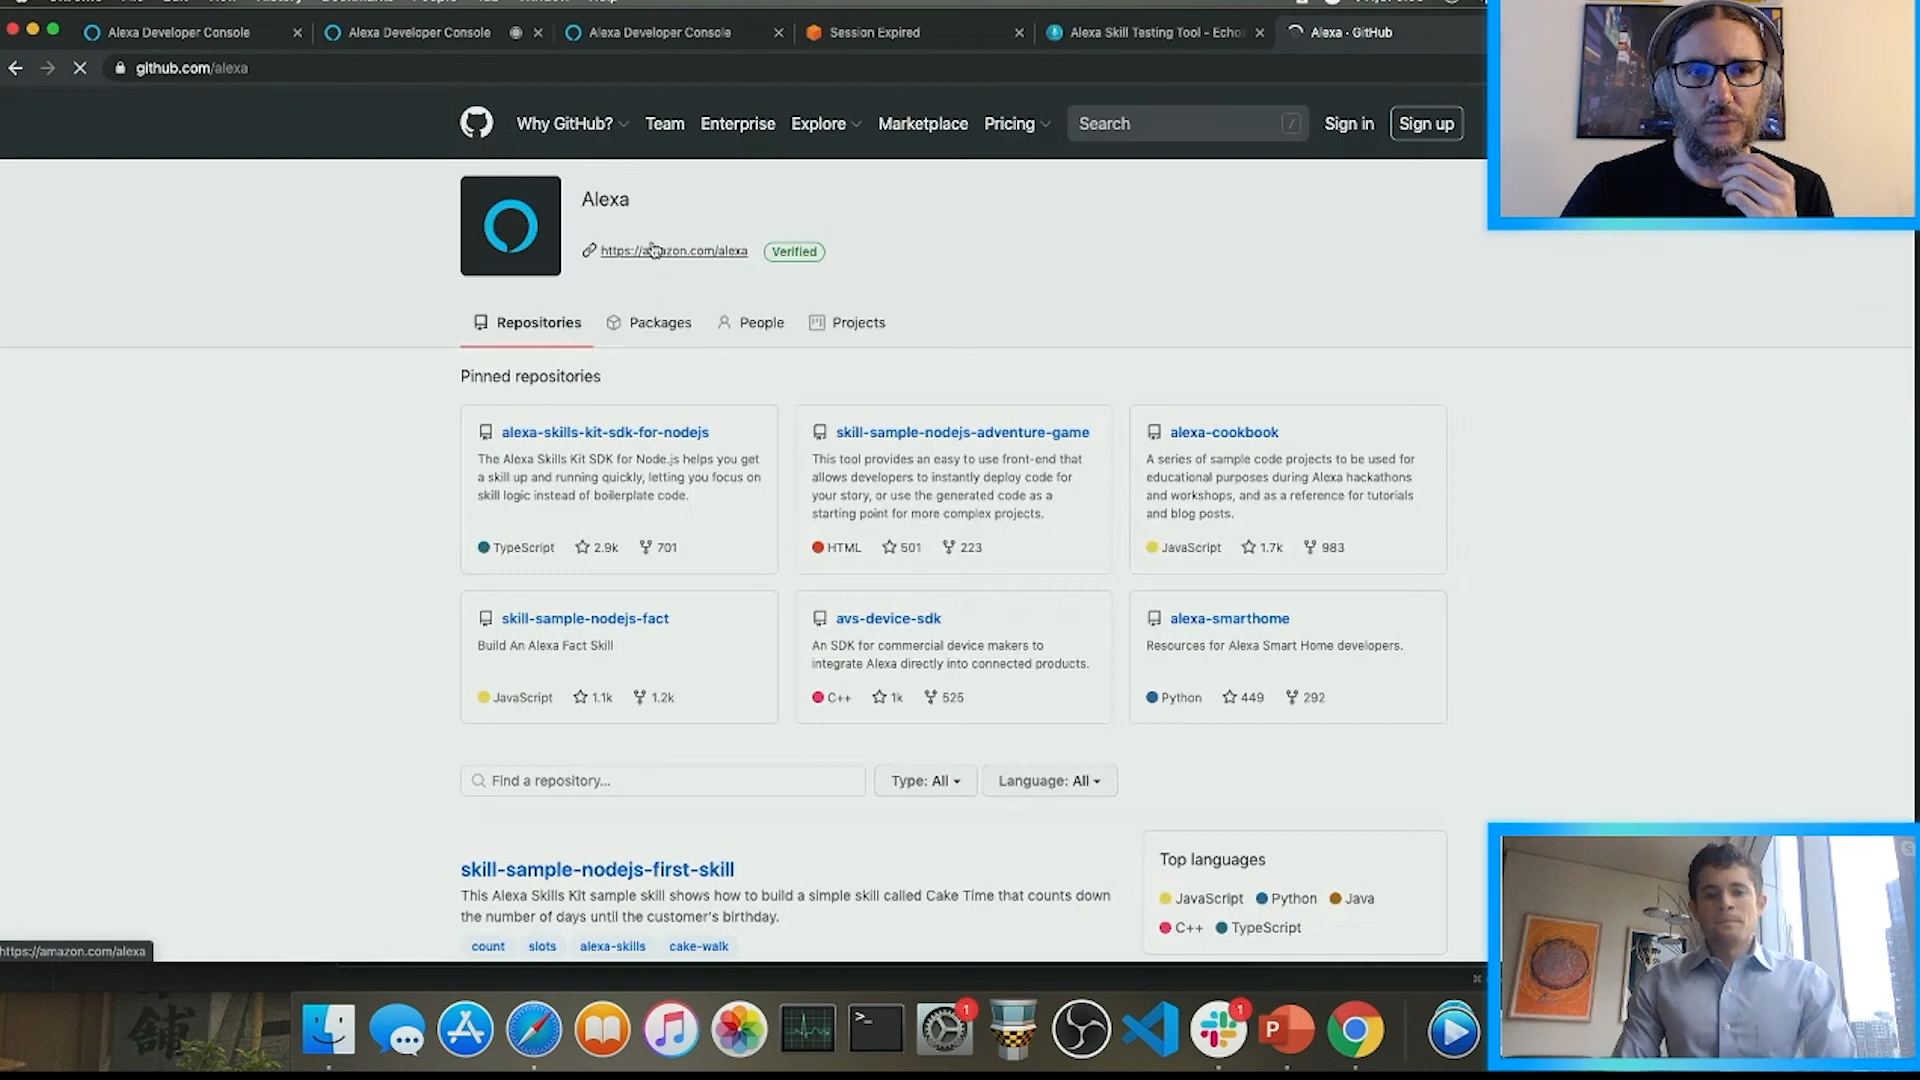 Alexa Developer Console
Alexa Developer Console
Alexa Developer Console
Session Expired
Alexa Skill Testing Tool - Echo
Alexa · GitHub
github.com/alexa
Why GitHub?
Team
Enterprise
Explore
Marketplace
Pricing
Search
/
Sign in
Sign up
Alexa
https://amazon.com/alexa
Verified
Repositories
Packages
People
Projects
Pinned repositories
alexa-skills-kit-sdk-for-nodejs
The Alexa Skills Kit SDK for Node.js helps you get
a skill up and running quickly, letting you focus on
skill logic instead of boilerplate code.
TypeScript 2.9k 701
skill-sample-nodejs-adventure-game
This tool provides an easy to use front-end that
allows developers to instantly deploy code for
your story, or use the generated code as a
starting point for more complex projects.
HTML 501 223
alexa-cookbook
A series of sample code projects to be used for
educational purposes during Alexa hackathons
and workshops, and as a reference for tutorials
and blog posts.
JavaScript 1.7k 983
skill-sample-nodejs-fact
Build An Alexa Fact Skill
JavaScript 1.1k 1.2k
avs-device-sdk
An SDK for commercial device makers to
integrate Alexa directly into connected products.
C++ 1k 525
alexa-smarthome
Resources for Alexa Smart Home developers.
Python 449 292
Find a repository...
Type: All
Language: All
skill-sample-nodejs-first-skill
This Alexa Skills Kit sample skill shows how to build a simple skill called Cake Time that counts down
the number of days until the customer's birthday.
count slots alexa-skills cake-walk
Top languages
JavaScript Python Java
C++ TypeScript
https://amazon.com/alexa
舗
1
1
P
S